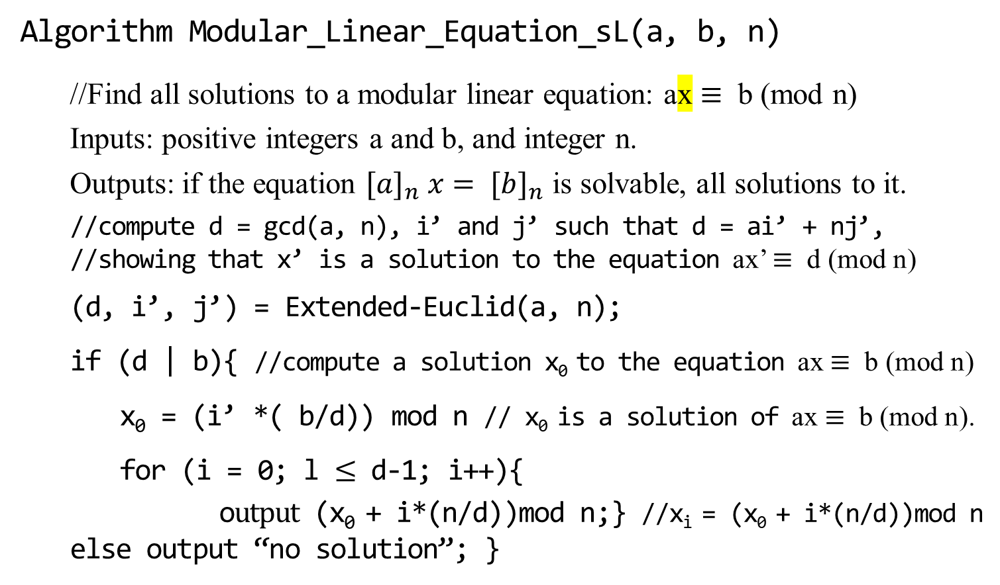 Algorithm Modular_Linear_Equation_sL(a, b, n)
//Find all solutions to a modular linear equation: ax ≡ b (mod n)
Inputs: positive integers a and b, and integer n.
Outputs: if the equation [a]ₙ x = [b]ₙ is solvable, all solutions to it.
//compute d = gcd(a, n), i’ and j’ such that d = ai’ + nj’,
//showing that x’ is a solution to the equation ax’ ≡ d (mod n)
(d, i’, j’) = Extended-Euclid(a, n);
if (d | b){ //compute a solution x₀ to the equation ax ≡ b (mod n)
x₀ = (i’ *( b/d)) mod n // x₀ is a solution of ax ≡ b (mod n).
for (i = 0; l ≤ d-1; i++){
output (x₀ + i*(n/d))mod n;} //xᵢ = (x₀ + i*(n/d))mod n
else output “no solution”; }